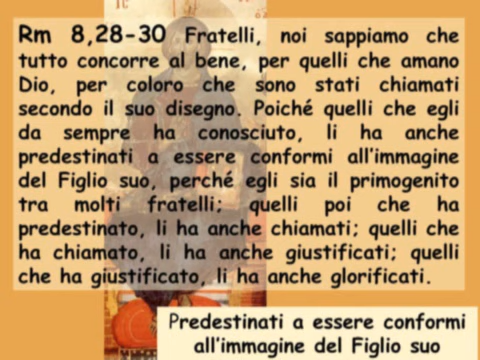 Rm 8,28-30 Fratelli, noi sappiamo che
tutto concorre al bene, per quelli che amano
Dio, per coloro che sono stati chiamati
secondo il suo disegno. Poiché quelli che egli
da sempre ha conosciuto, li ha anche
predestinati a essere conformi all'immagine
del Figlio suo, perché egli sia il primogenito
tra molti fratelli; quelli poi che ha
predestinato, li ha anche chiamati; quelli che
ha chiamato, li ha anche giustificati; quelli
che ha giustificato, li ha anche glorificati.
Predestinati a essere conformi
all'immagine del Figlio suo